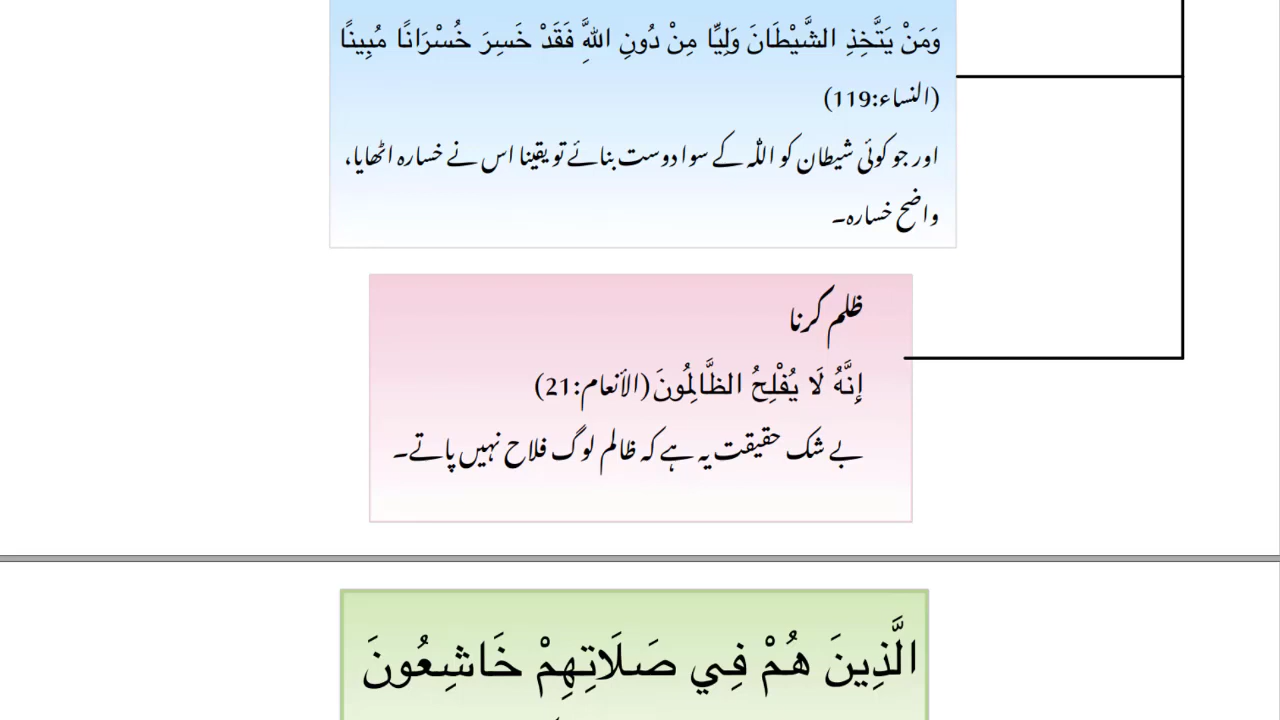 وَمَنْ يَتَّخِذِ الشَّيْطَانَ وَلِيًّا مِنْ دُونِ اللَّهِ فَقَدْ خَسِرَ خُسْرَانًا مُبِينًا
(النساء:119)
اور جو کوئی شیطان کو اللہ کے سوا دوست بنائے تو یقینا اس نے خسارہ اٹھایا،
واضح خسارہ۔
ظلم کرنا
إِنَّهُ لَا يُفْلِحُ الظَّالِمُونَ (الأنعام:21)
بے شک حقیقت یہ ہے کہ ظالم لوگ فلاح نہیں پاتے۔
الَّذِينَ هُمْ فِي صَلَاتِهِمْ خَاشِعُونَ